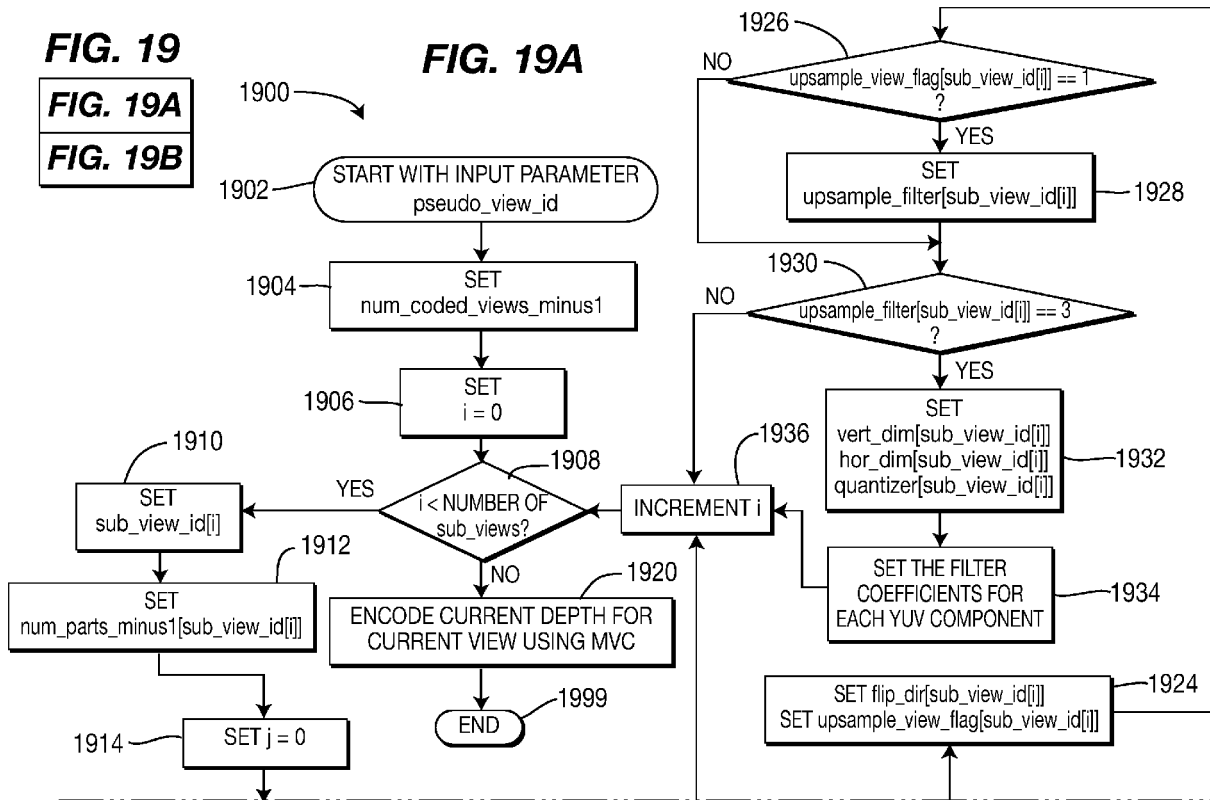 FIG. 19
FIG. 19A
FIG. 19B
FIG. 19A
1900
1902
START WITH INPUT PARAMETER
pseudo_view_id
1904
SET
num_coded_views_minus1
1906
SET
i = 0
1908
i < NUMBER OF
sub_views?
YES
NO
1910
SET
sub_view_id[i]
1912
SET
num_parts_minus1[sub_view_id[i]]
1914
SET j = 0
1920
ENCODE CURRENT DEPTH FOR
CURRENT VIEW USING MVC
1999
END
1926
upsample_view_flag[sub_view_id[i]] == 1
?
NO
YES
SET
upsample_filter[sub_view_id[i]]
1928
1930
upsample_filter[sub_view_id[i]] == 3
?
NO
YES
SET
vert_dim[sub_view_id[i]]
hor_dim[sub_view_id[i]]
quantizer[sub_view_id[i]]
1932
1936
INCREMENT i
SET THE FILTER
COEFFICIENTS FOR
EACH YUV COMPONENT
1934
1924
SET flip_dir[sub_view_id[i]]
SET upsample_view_flag[sub_view_id[i]]